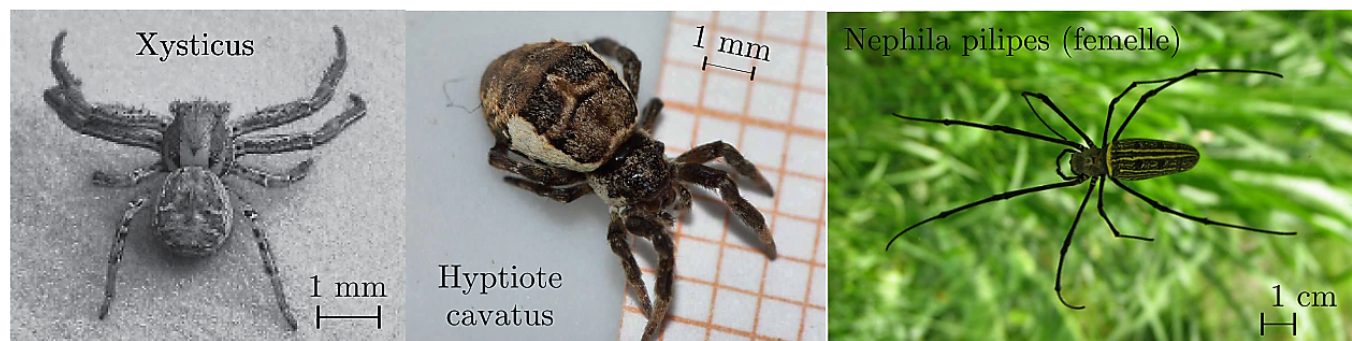 Xysticus
1 mm
Hyptiote
cavatus
1 mm
Nephila pilipes (femelle)
1 cm